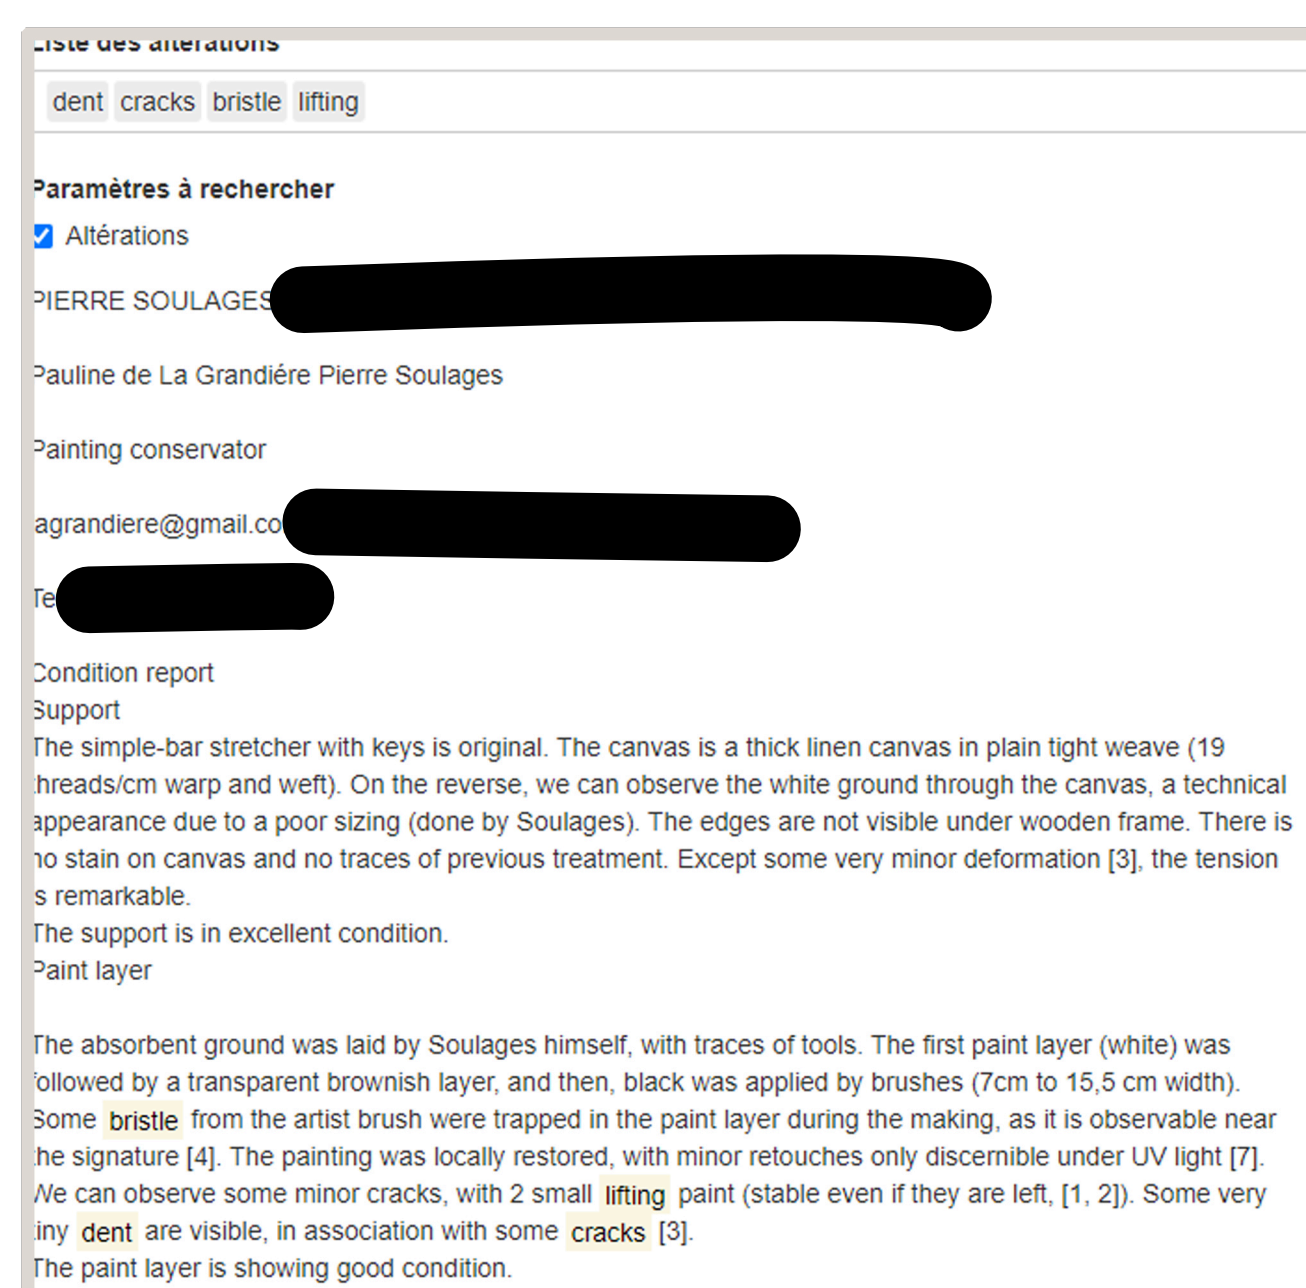 Liste des altérations
dent cracks bristle lifting
Paramètres à rechercher
Altérations
PIERRE SOULAGES
Pauline de La Grandiére Pierre Soulages
Painting conservator
agrandiere@gmail.co
Te
Condition report
Support
The simple-bar stretcher with keys is original. The canvas is a thick linen canvas in plain tight weave (19
threads/cm warp and weft). On the reverse, we can observe the white ground through the canvas, a technical
appearance due to a poor sizing (done by Soulages). The edges are not visible under wooden frame. There is
no stain on canvas and no traces of previous treatment. Except some very minor deformation [3], the tension
is remarkable.
The support is in excellent condition.
Paint layer
The absorbent ground was laid by Soulages himself, with traces of tools. The first paint layer (white) was
followed by a transparent brownish layer, and then, black was applied by brushes (7cm to 15,5 cm width).
Some bristle from the artist brush were trapped in the paint layer during the making, as it is observable near
the signature [4]. The painting was locally restored, with minor retouches only discernible under UV light [7].
We can observe some minor cracks, with 2 small lifting paint (stable even if they are left, [1, 2]). Some very
tiny dent are visible, in association with some cracks [3].
The paint layer is showing good condition.